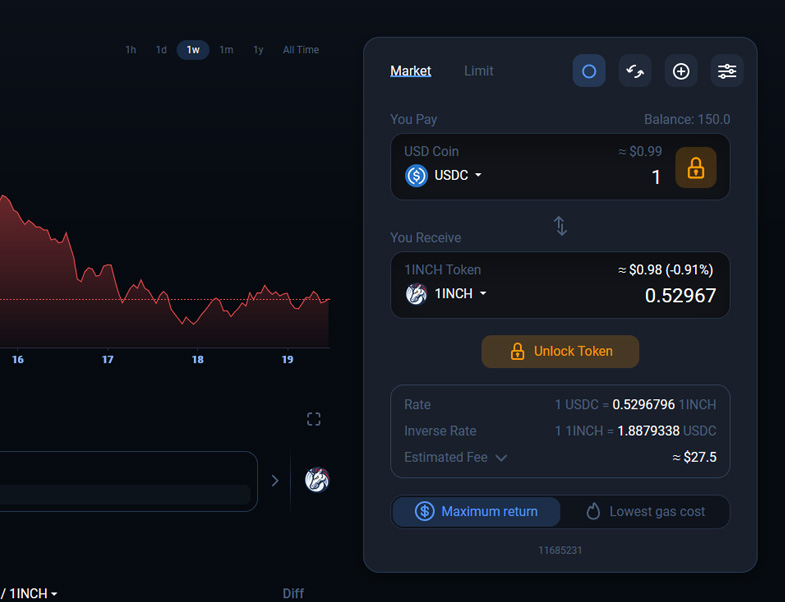 1h 1d 1w 1m 1y All Time
Market Limit
You Pay Balance: 150.0
USD Coin ≈ $0.99
USDC 1
You Receive
1INCH Token ≈ $0.98 (-0.91%)
1INCH 0.52967
Unlock Token
16 17 18 19
Rate 1 USDC = 0.5296796 1INCH
Inverse Rate 1 1INCH = 1.8879338 USDC
Estimated Fee ≈ $27.5
Maximum return Lowest gas cost
11685231
/ 1INCH Diff